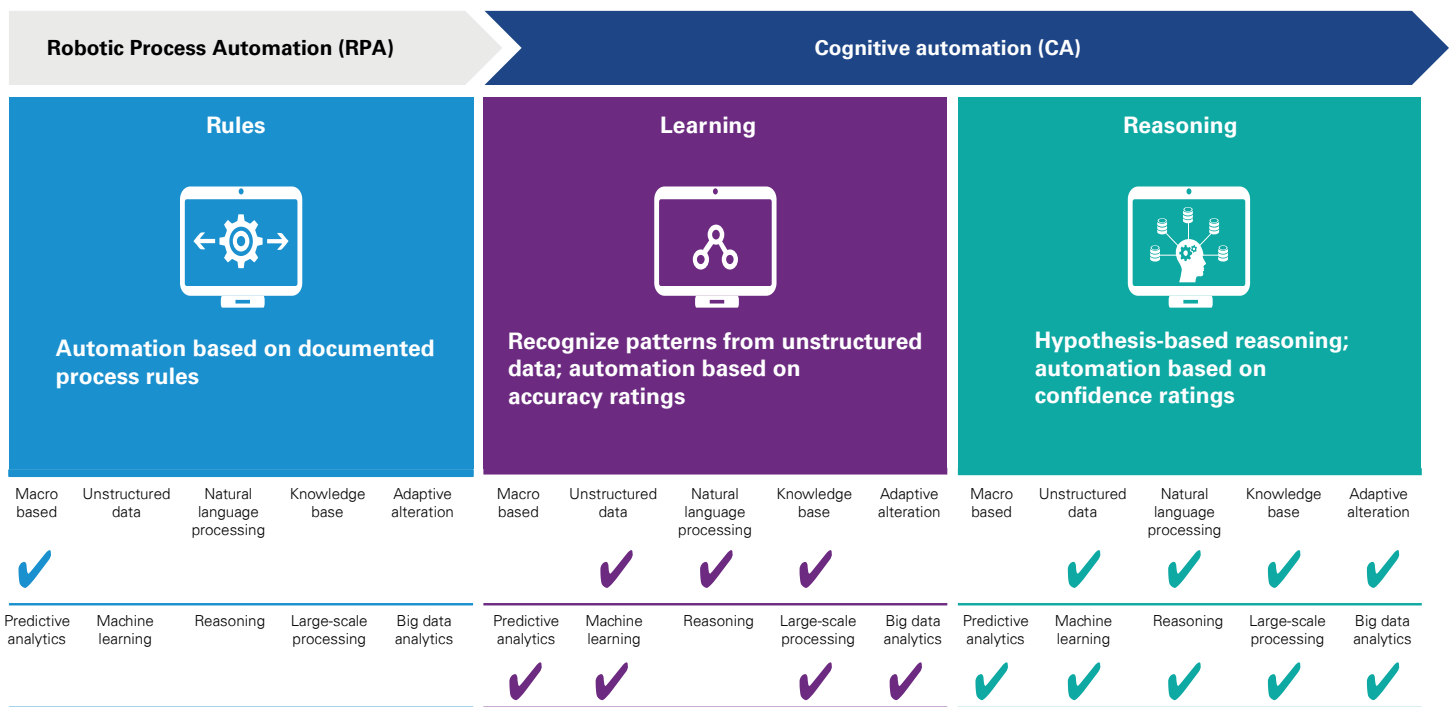 Robotic Process Automation (RPA)
Cognitive automation (CA)
Rules
Automation based on documented
process rules
Learning
Recognize patterns from unstructured
data; automation based on
accuracy ratings
Reasoning
Hypothesis-based reasoning;
automation based on
confidence ratings
Macro
based
Unstructured
data
Natural
language
processing
Knowledge
base
Adaptive
alteration
Predictive
analytics
Machine
learning
Reasoning
Large-scale
processing
Big data
analytics
Macro
based
Unstructured
data
Natural
language
processing
Knowledge
base
Adaptive
alteration
Predictive
analytics
Machine
learning
Reasoning
Large-scale
processing
Big data
analytics
Macro
based
Unstructured
data
Natural
language
processing
Knowledge
base
Adaptive
alteration
Predictive
analytics
Machine
learning
Reasoning
Large-scale
processing
Big data
analytics